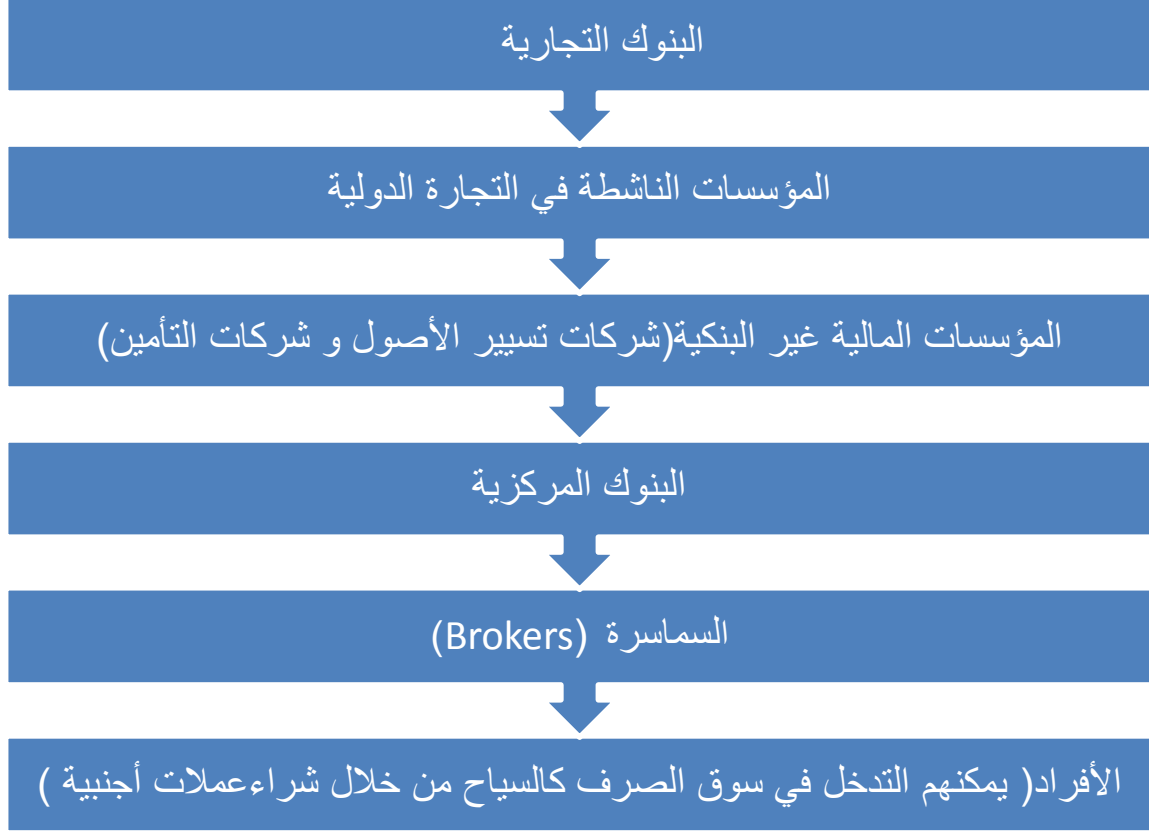 البنوك التجارية
المؤسسات الناشطة في التجارة الدولية
المؤسسات المالية غير البنكية(شركات تسيير الأصول و شركات التأمين)
البنوك المركزية
السماسرة (Brokers)
الأفراد( يمكنهم التدخل في سوق الصرف كالسياح من خلال شراءعملات أجنبية )